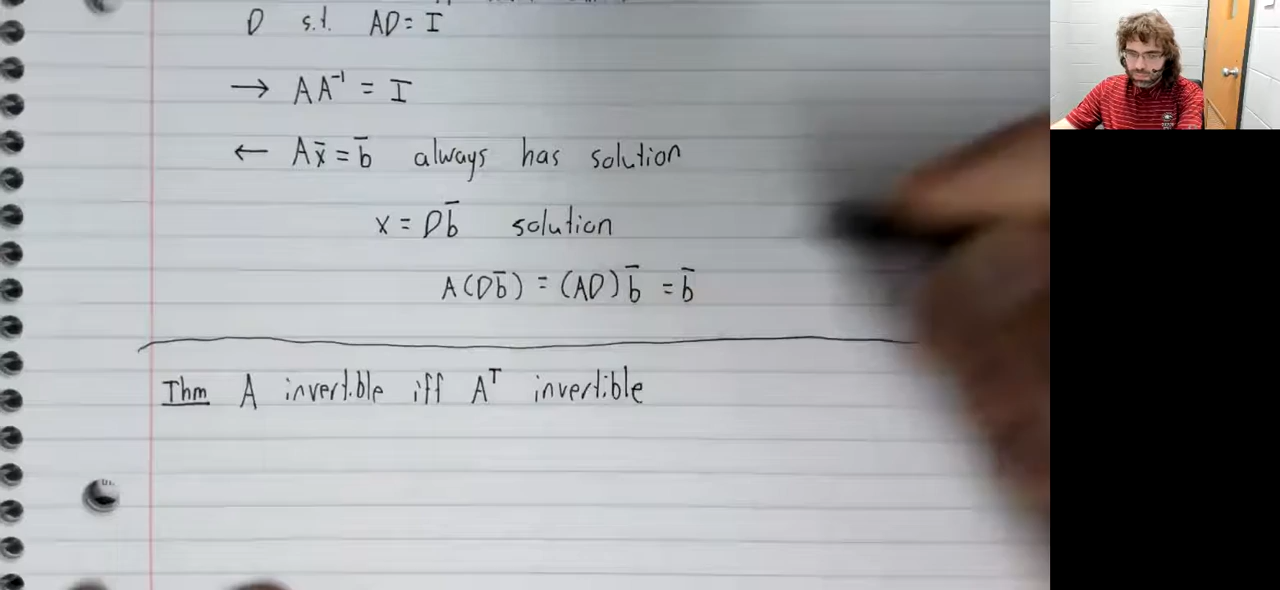 D s.t. AD = I
→ AA⁻¹ = I
← Ax̄ = b̄ always has solution
x = Db̄ solution
A(Db̄) = (AD)b̄ = b̄
Thm A invertible iff Aᵀ invertible